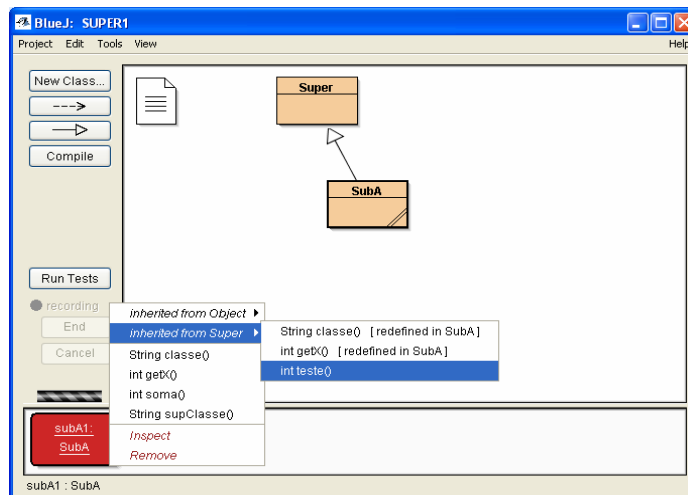 BlueJ: SUPER1
Project Edit Tools View Help
New Class...
Compile
Super
SubA
Run Tests
recording
End
Cancel
inherited from Object
inherited from Super
String classe()
int getX()
int soma()
String supClasse()
Inspect
Remove
String classe() [ redefined in SubA ]
int getX() [ redefined in SubA ]
int teste()
subA1:
SubA
subA1 : SubA